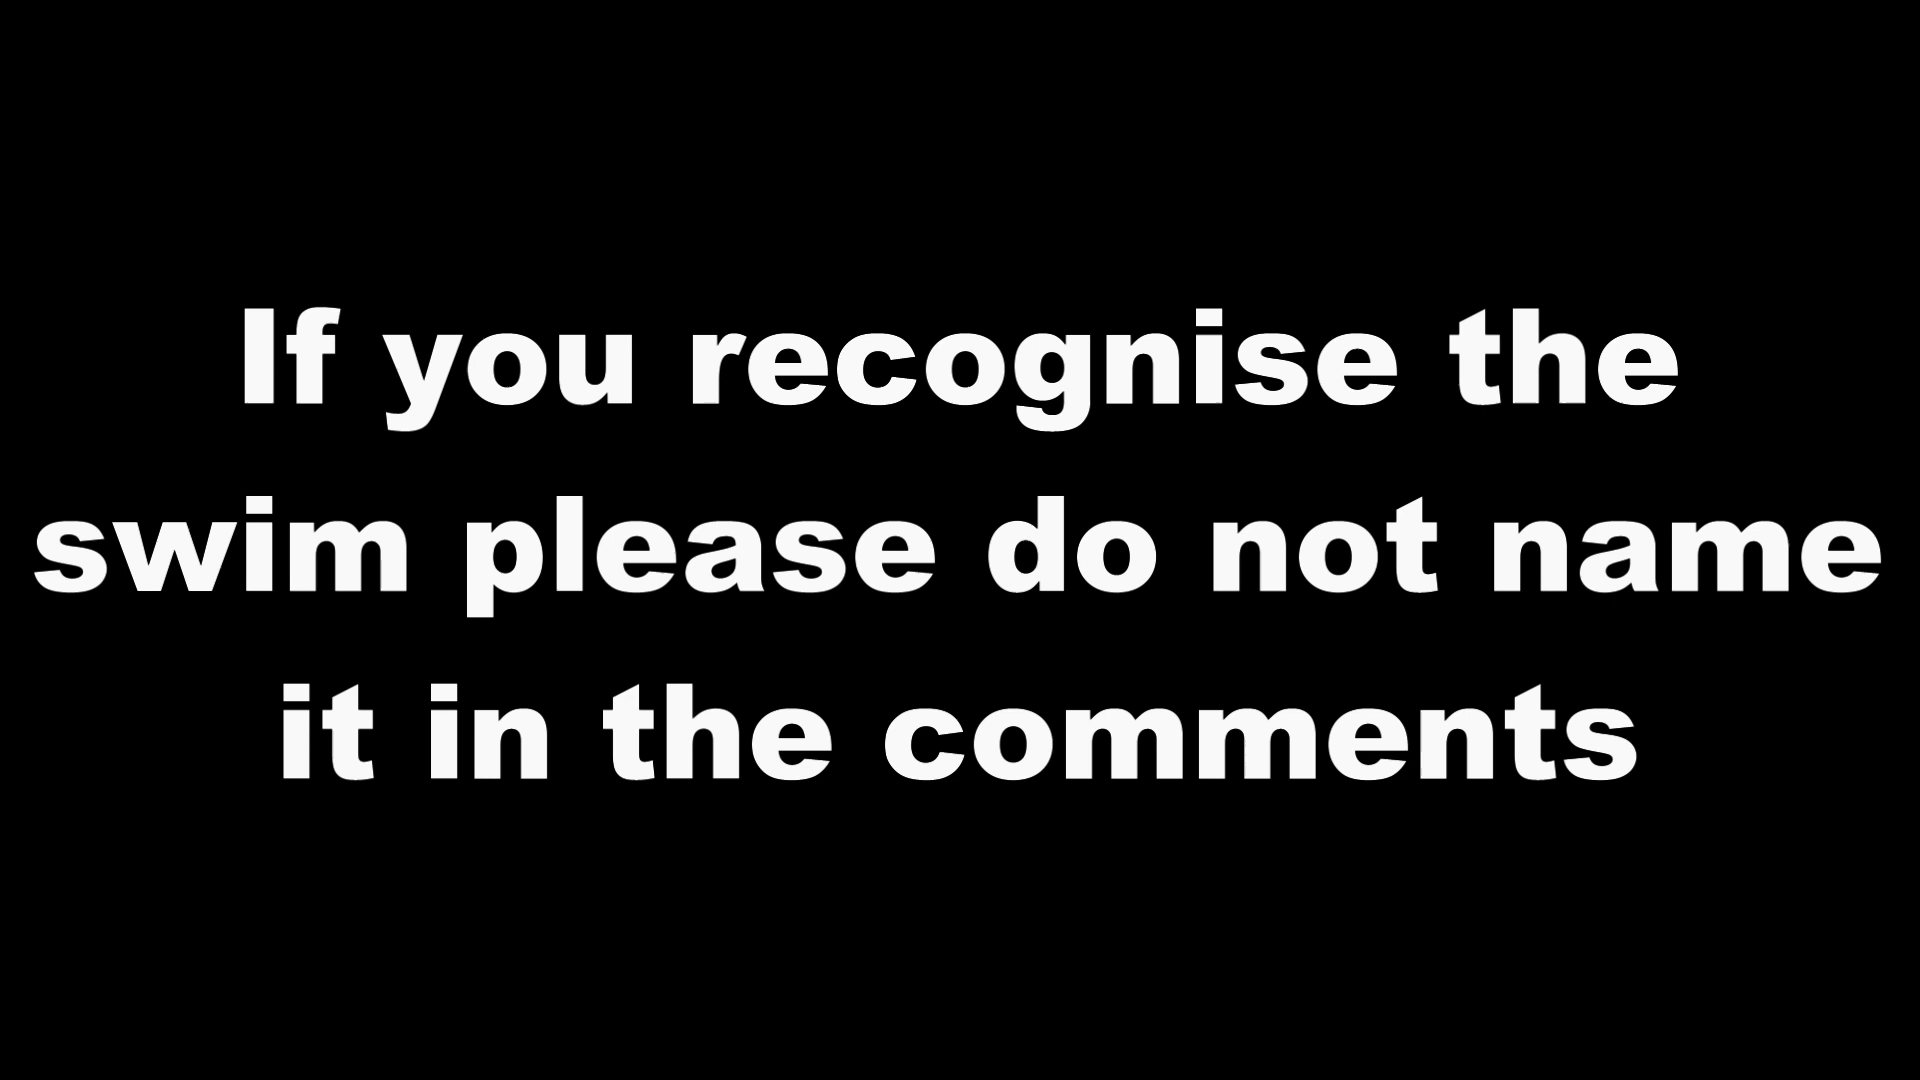 If you recognise the
swim please do not name
it in the comments